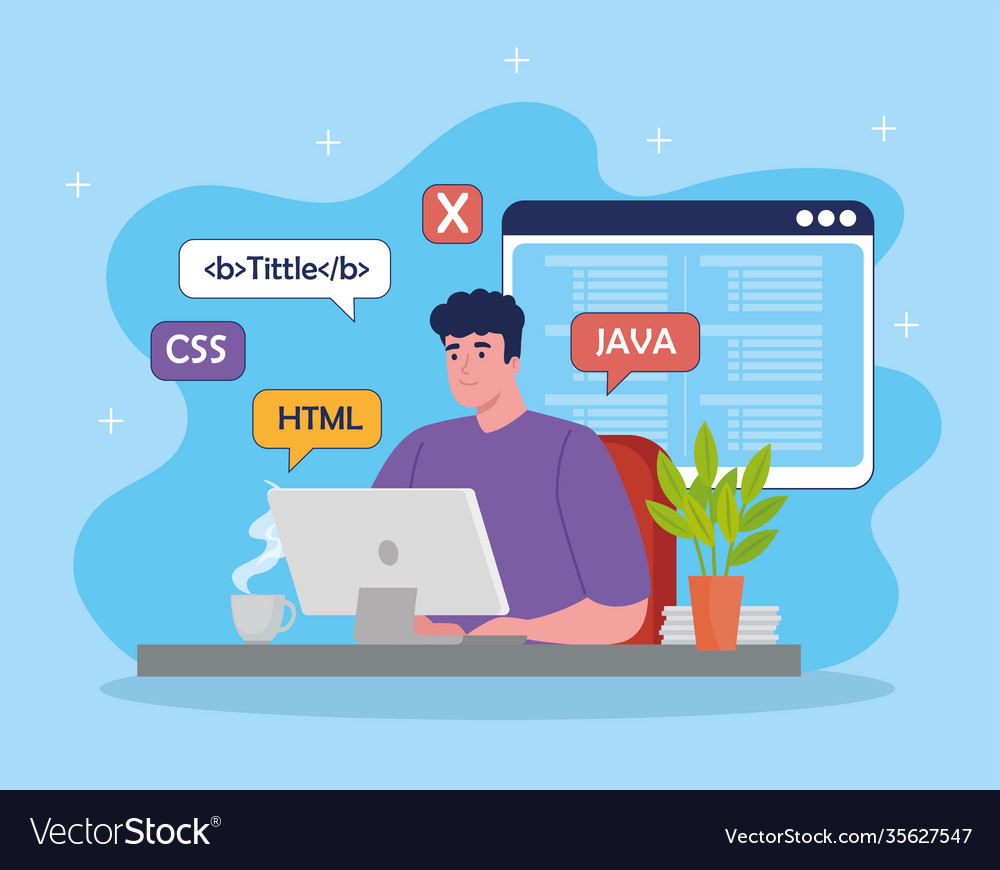 X
<b>Tittle</b>
CSS
JAVA
HTML
VectorStock®
VectorStock.com/35627547